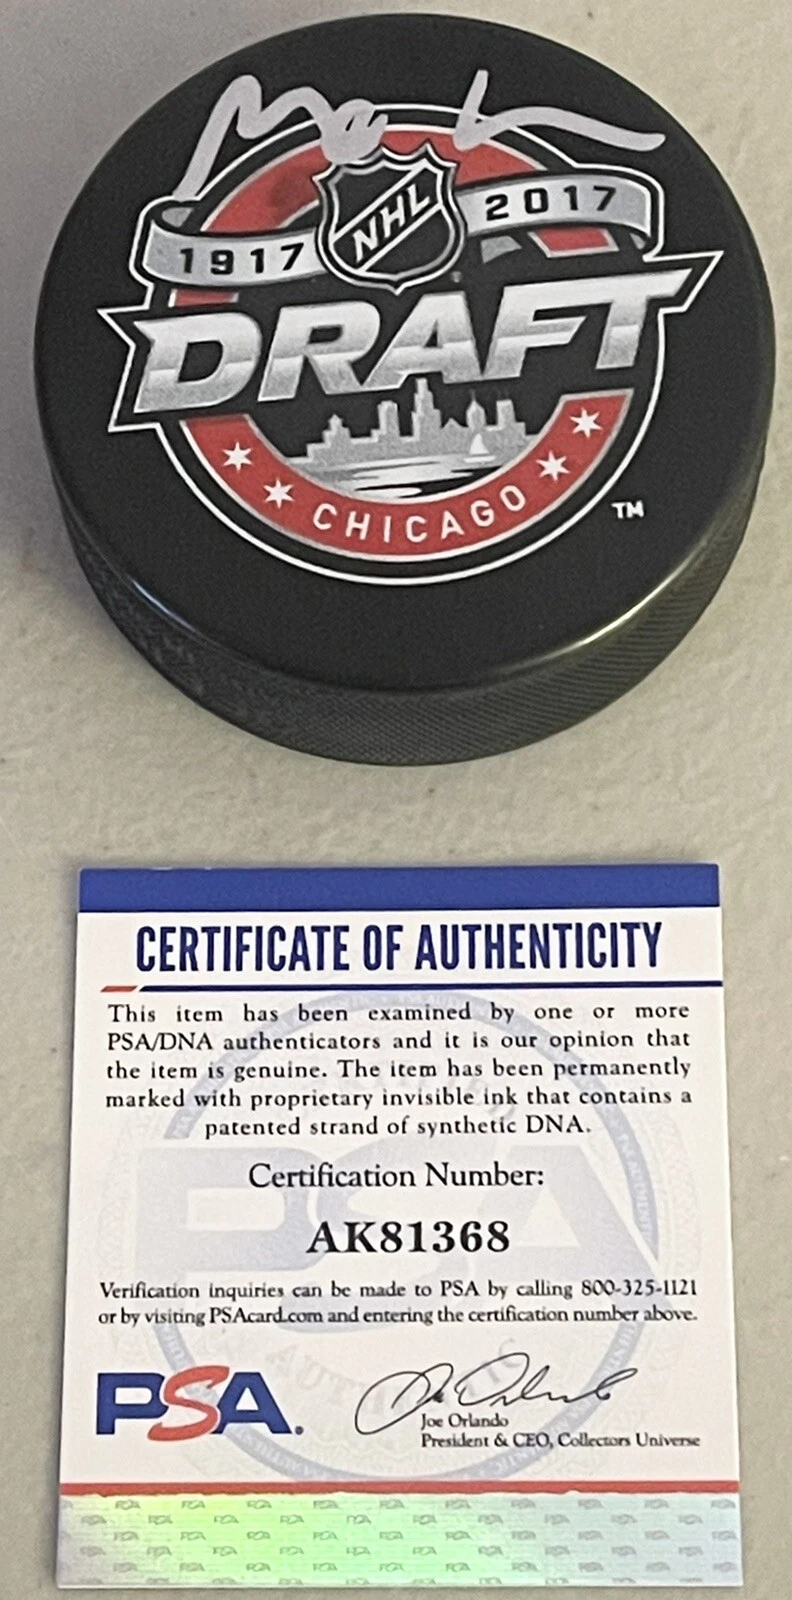 1917 NHL 2017
DRAFT
CHICAGO
TM
CERTIFICATE OF AUTHENTICITY
This item has been examined by one or more
PSA/DNA authenticators and it is our opinion that
the item is genuine. The item has been permanently
marked with proprietary invisible ink that contains a
patented strand of synthetic DNA.
Certification Number:
AK81368
Verification inquiries can be made to PSA by calling 800-325-1121
or by visiting PSAcard.com and entering the certification number above.
PSA.
Joe Orlando
President & CEO, Collectors Universe